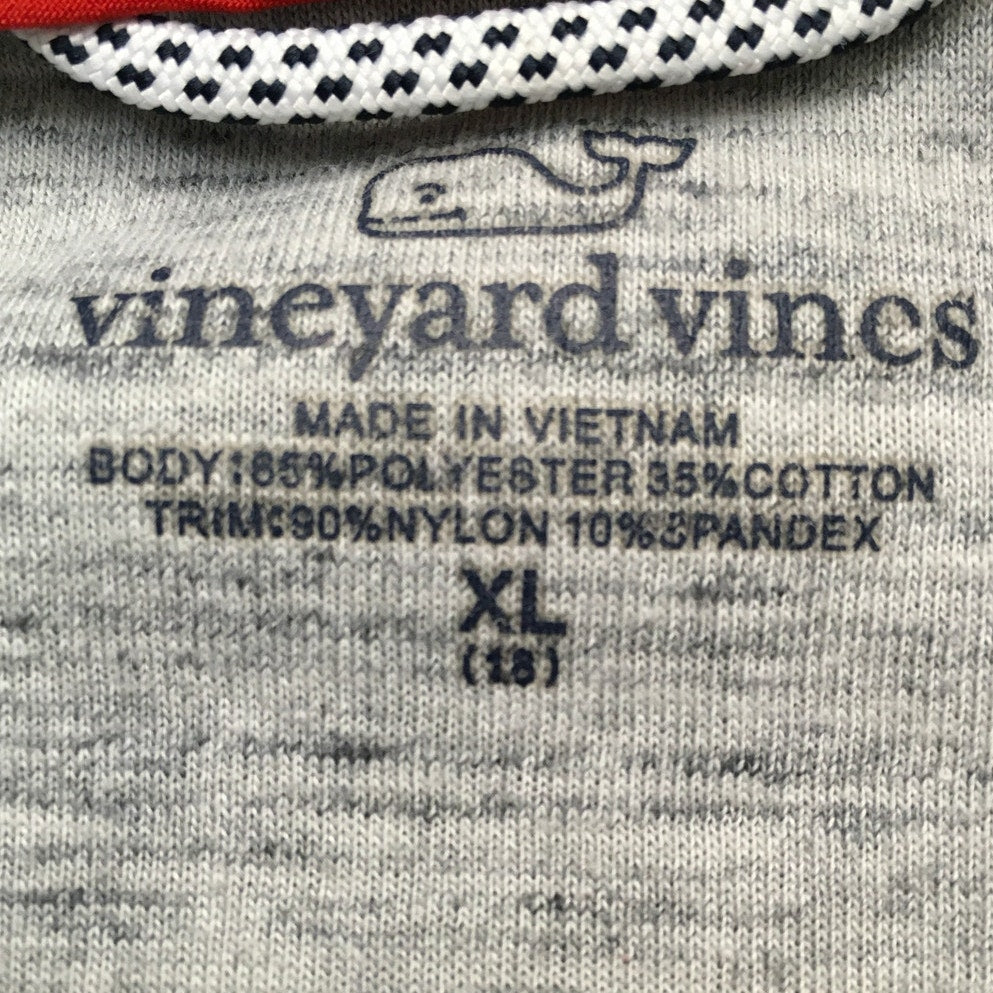 vineyard vines
MADE IN VIETNAM
BODY:65%POLYESTER 35%COTTON
TRIM:90%NYLON 10%SPANDEX
XL
(18)